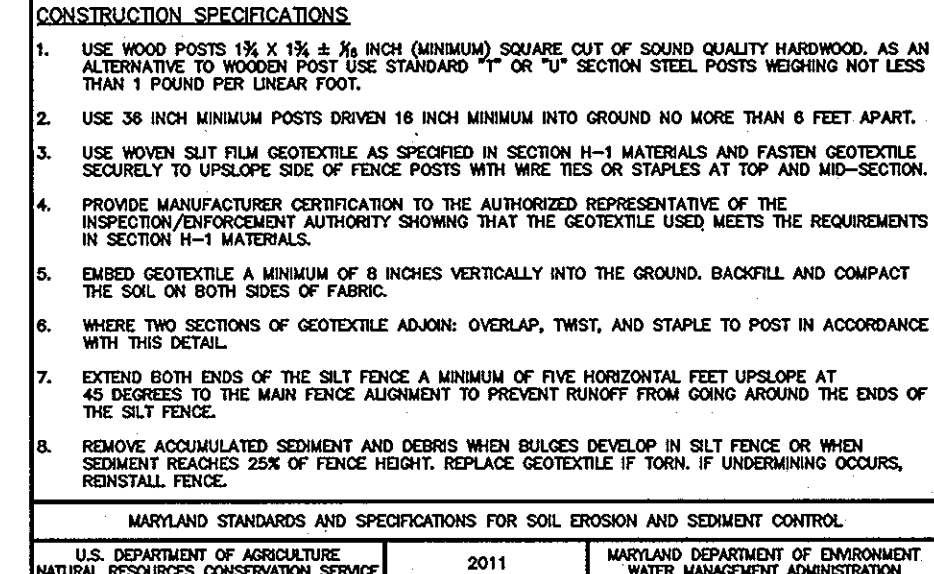 CONSTRUCTION SPECIFICATIONS
1. USE WOOD POSTS 1¾ X 1¾ ± 1/16 INCH (MINIMUM) SQUARE CUT OF SOUND QUALITY HARDWOOD. AS AN
ALTERNATIVE TO WOODEN POST USE STANDARD "T" OR "U" SECTION STEEL POSTS WEIGHING NOT LESS
THAN 1 POUND PER LINEAR FOOT.
2. USE 36 INCH MINIMUM POSTS DRIVEN 16 INCH MINIMUM INTO GROUND NO MORE THAN 6 FEET APART.
3. USE WOVEN SLIT FILM GEOTEXTILE AS SPECIFIED IN SECTION H-1 MATERIALS AND FASTEN GEOTEXTILE
SECURELY TO UPSLOPE SIDE OF FENCE POSTS WITH WIRE TIES OR STAPLES AT TOP AND MID-SECTION.
4. PROVIDE MANUFACTURER CERTIFICATION TO THE AUTHORIZED REPRESENTATIVE OF THE
INSPECTION/ENFORCEMENT AUTHORITY SHOWING THAT THE GEOTEXTILE USED MEETS THE REQUIREMENTS
IN SECTION H-1 MATERIALS.
5. EMBED GEOTEXTILE A MINIMUM OF 8 INCHES VERTICALLY INTO THE GROUND. BACKFILL AND COMPACT
THE SOIL ON BOTH SIDES OF FABRIC.
6. WHERE TWO SECTIONS OF GEOTEXTILE ADJOIN: OVERLAP, TWIST, AND STAPLE TO POST IN ACCORDANCE
WITH THIS DETAIL.
7. EXTEND BOTH ENDS OF THE SILT FENCE A MINIMUM OF FIVE HORIZONTAL FEET UPSLOPE AT
45 DEGREES TO THE MAIN FENCE ALIGNMENT TO PREVENT RUNOFF FROM GOING AROUND THE ENDS OF
THE SILT FENCE.
8. REMOVE ACCUMULATED SEDIMENT AND DEBRIS WHEN BULGES DEVELOP IN SILT FENCE OR WHEN
SEDIMENT REACHES 25% OF FENCE HEIGHT. REPLACE GEOTEXTILE IF TORN. IF UNDERMINING OCCURS,
REINSTALL FENCE.
MARYLAND STANDARDS AND SPECIFICATIONS FOR SOIL EROSION AND SEDIMENT CONTROL
U.S. DEPARTMENT OF AGRICULTURE
NATURAL RESOURCES CONSERVATION SERVICE
2011
MARYLAND DEPARTMENT OF ENVIRONMENT
WATER MANAGEMENT ADMINISTRATION